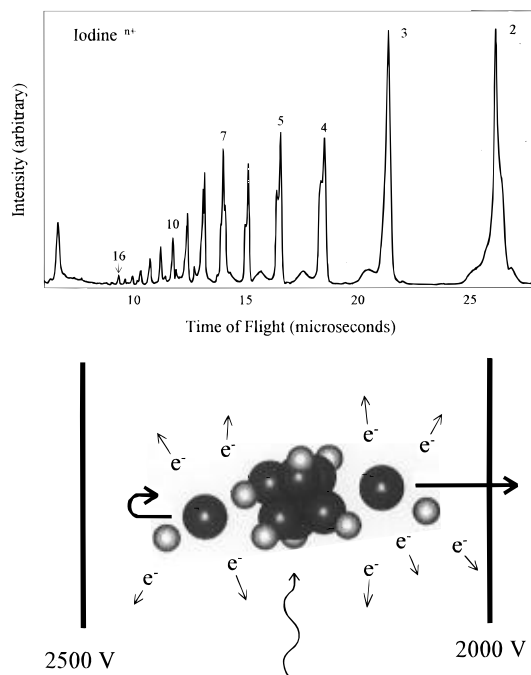 Iodine n+
3
2
7
5
4
10
16
Intensity (arbitrary)
10
15
20
25
Time of Flight (microseconds)
e-
e-
e-
e-
e-
e-
e-
e-
e-
2500 V
2000 V